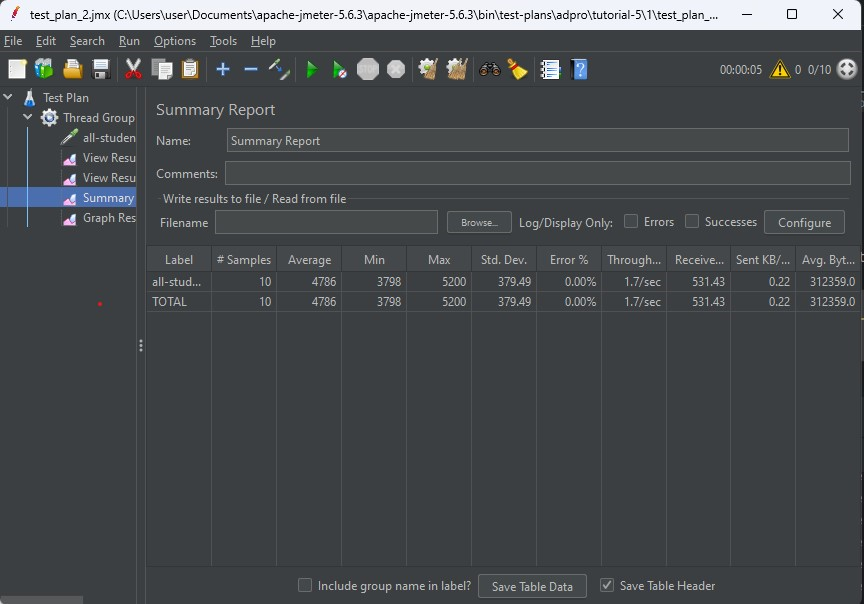 test_plan_2.jmx (C:\Users\user\Documents\apache-jmeter-5.6.3\apache-jmeter-5.6.3\bin\test-plans\adpro\tutorial-5\1\test_plan_...
File Edit Search Run Options Tools Help
00:00:05 0 0/10
Test Plan
Thread Group
all-studen
View Resu
View Resu
Summary
Graph Res
Summary Report
Name: Summary Report
Comments:
Write results to file / Read from file
Filename Browse... Log/Display Only: Errors Successes Configure
Label # Samples Average Min Max Std. Dev. Error % Through... Receive... Sent KB/... Avg. Byt...
all-stud... 10 4786 3798 5200 379.49 0.00% 1.7/sec 531.43 0.22 312359.0
TOTAL 10 4786 3798 5200 379.49 0.00% 1.7/sec 531.43 0.22 312359.0
Include group name in label? Save Table Data Save Table Header